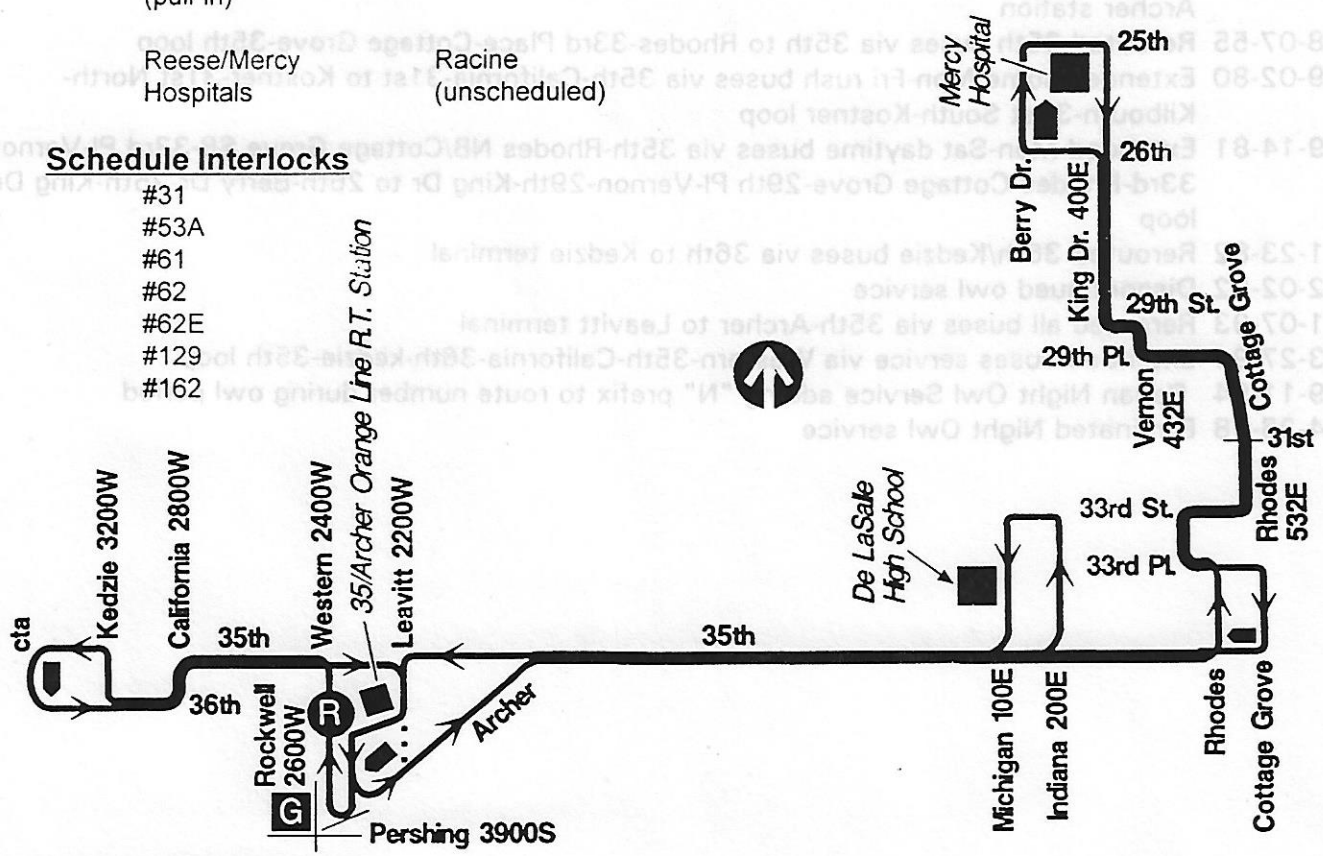 (pull-in)
Reese/Mercy
Hospitals
Racine
(unscheduled)
Schedule Interlocks
#31
#53A
#61
#62
#62E
#129
#162
Mercy
Hospital
25th
26th
Berry Dr.
King Dr. 400E
29th St.
29th Pl.
Cottage Grove
Vernon
432E
31st
Rhodes
532E
33rd St.
33rd Pl.
De LaSalle
High School
cta
Kedzie 3200W
California 2800W
35th
36th
Western 2400W
35/Archer Orange Line R.T. Station
Leavitt 2200W
Rockwell
2600W
R
G
Pershing 3900S
Archer
35th
Michigan 100E
Indiana 200E
Rhodes
Cottage Grove